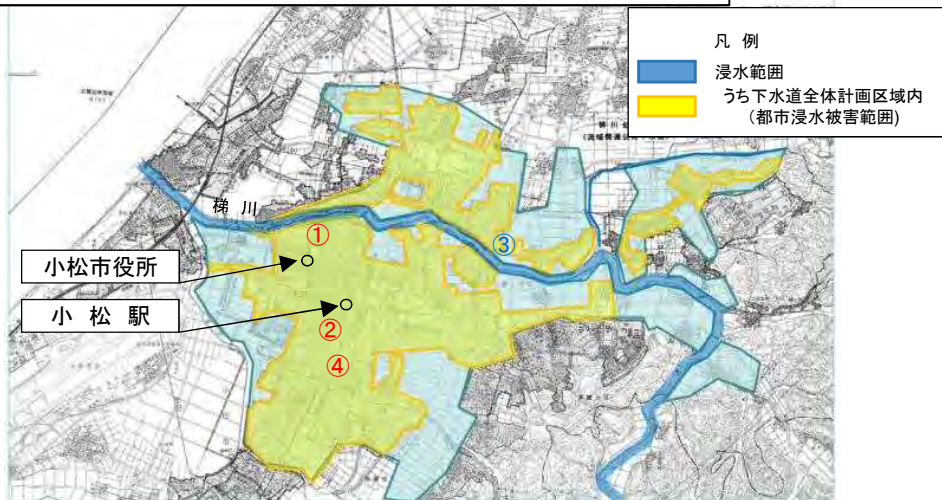 凡 例
浸水範囲
うち下水道全体計画区域内
(都市浸水被害範囲)
梯 川
①
③
小松市役所
小 松 駅
②
④